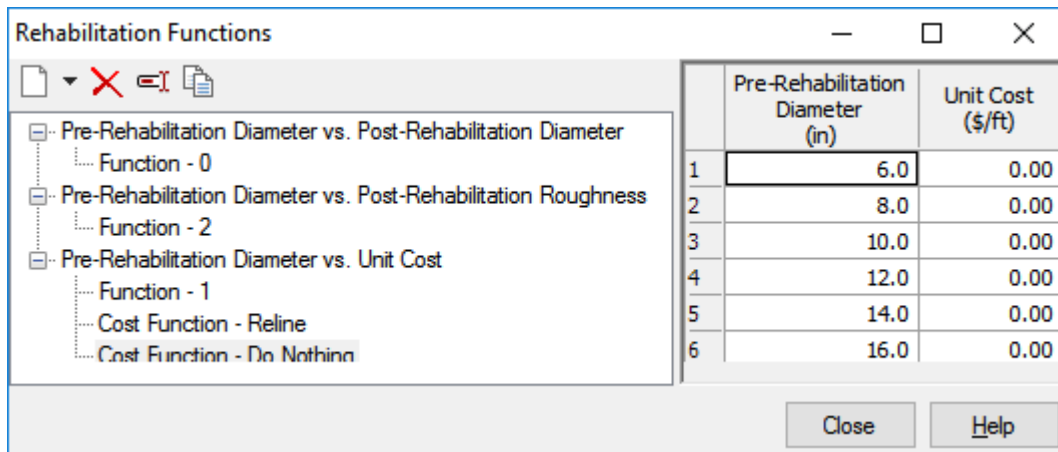 Rehabilitation Functions
Pre-Rehabilitation Diameter vs. Post-Rehabilitation Diameter
Function - 0
Pre-Rehabilitation Diameter vs. Post-Rehabilitation Roughness
Function - 2
Pre-Rehabilitation Diameter vs. Unit Cost
Function - 1
Cost Function - Reline
Cost Function - Do Nothing
Pre-Rehabilitation
Diameter
(in)
Unit Cost
($/ft)
1 6.0 0.00
2 8.0 0.00
3 10.0 0.00
4 12.0 0.00
5 14.0 0.00
6 16.0 0.00
Close Help